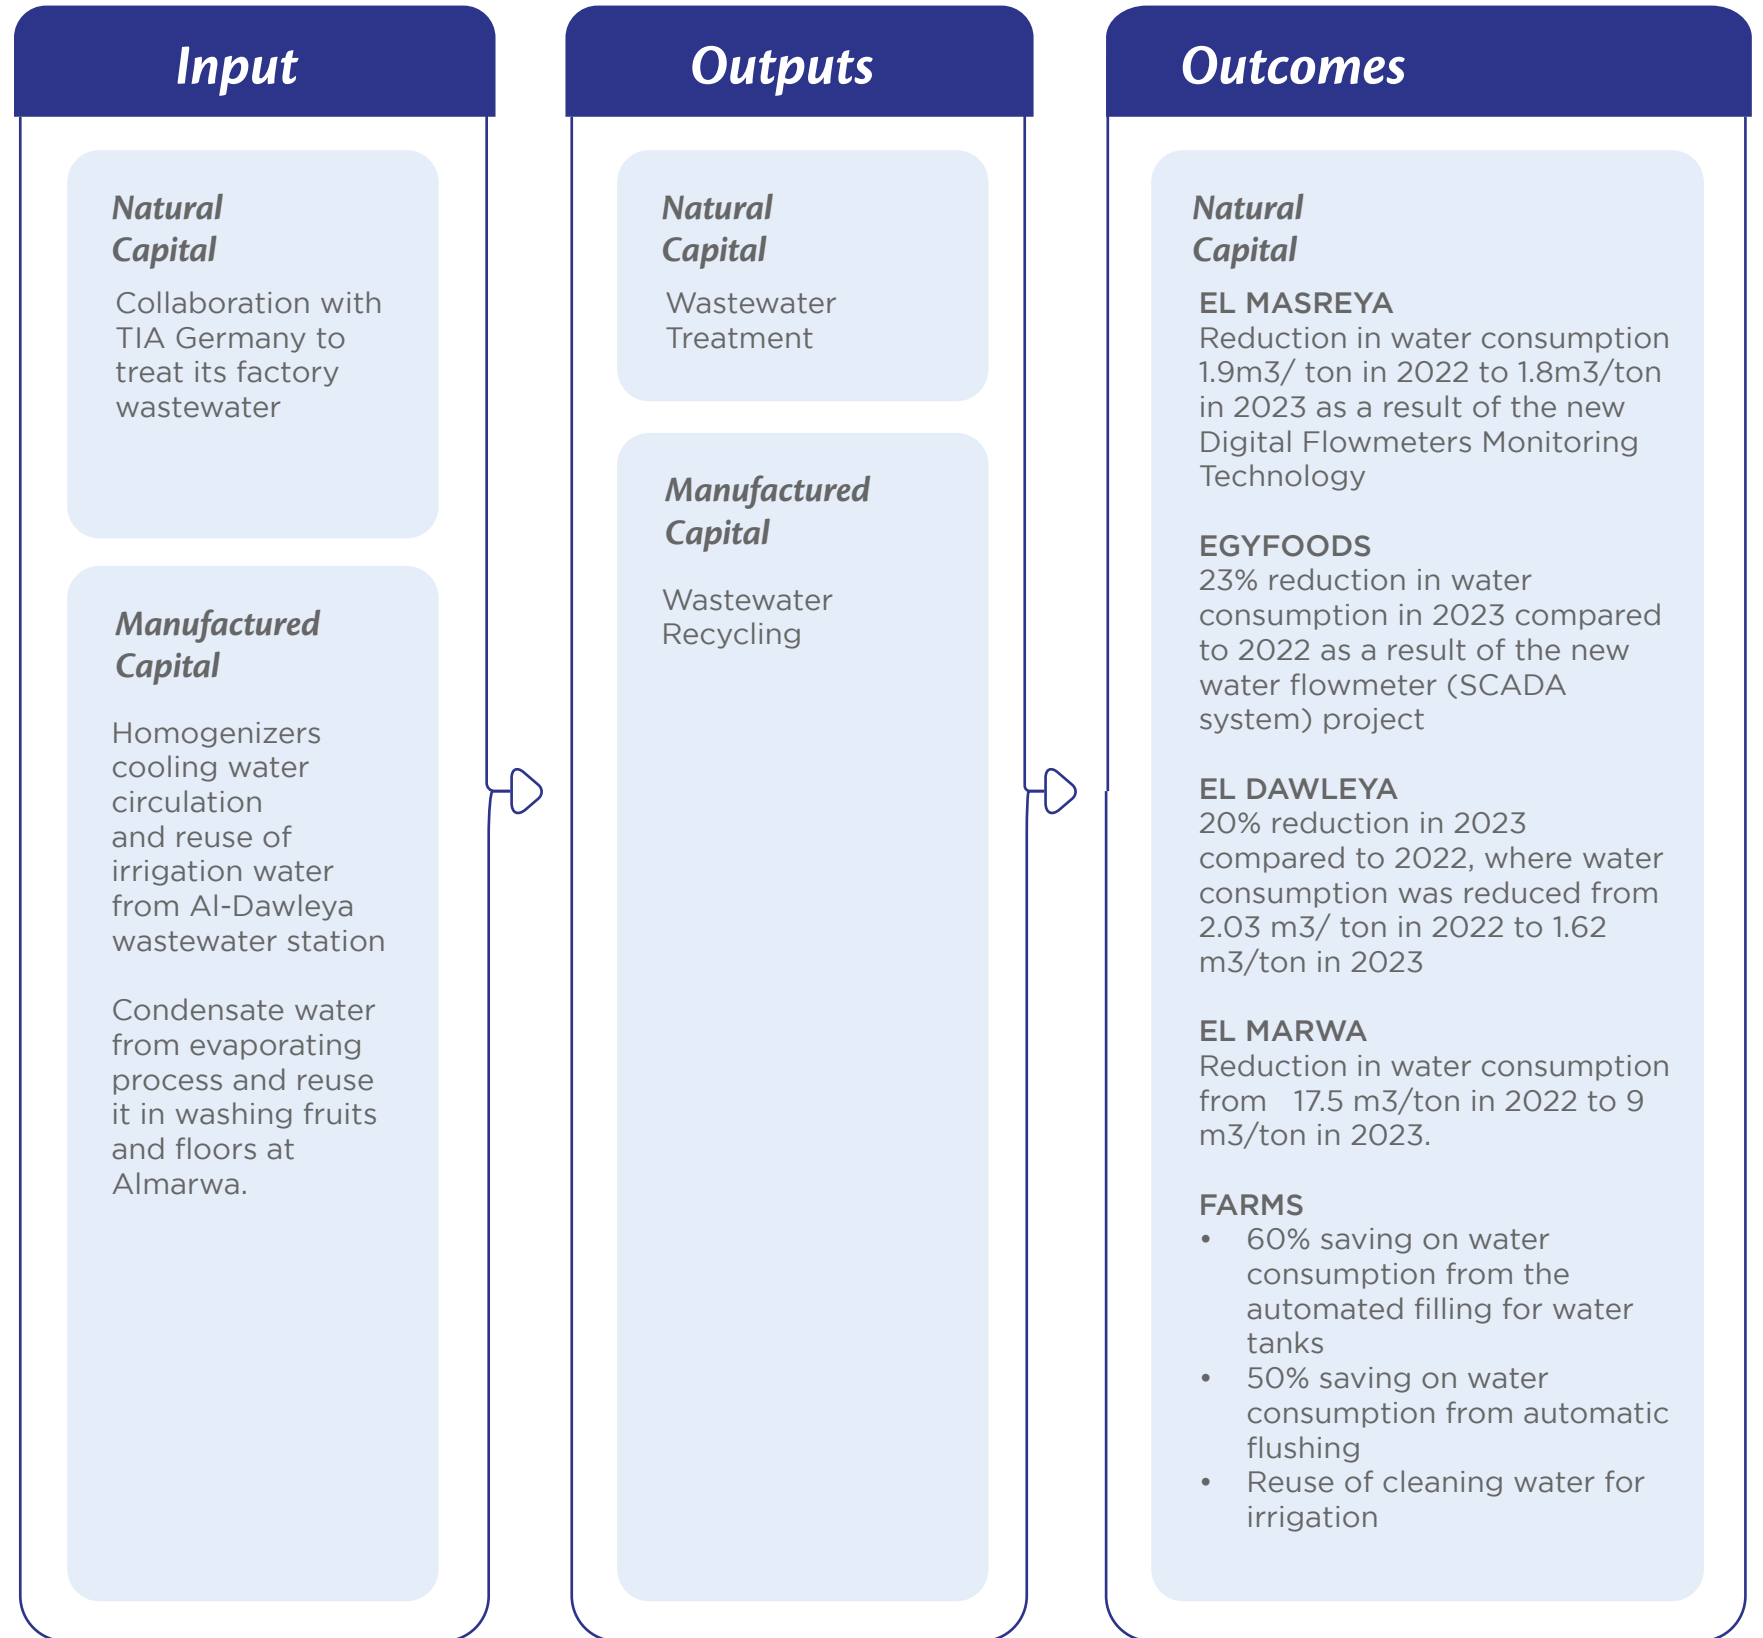 Input
Natural
Capital
Collaboration with
TIA Germany to
treat its factory
wastewater
Manufactured
Capital
Homogenizers
cooling water
circulation
and reuse of
irrigation water
from Al-Dawleya
wastewater station
Condensate water
from evaporating
process and reuse
it in washing fruits
and floors at
Almarwa.
Outputs
Natural
Capital
Wastewater
Treatment
Manufactured
Capital
Wastewater
Recycling
Outcomes
Natural
Capital
EL MASREYA
Reduction in water consumption
1.9m3/ ton in 2022 to 1.8m3/ton
in 2023 as a result of the new
Digital Flowmeters Monitoring
Technology
EGYFOODS
23% reduction in water
consumption in 2023 compared
to 2022 as a result of the new
water flowmeter (SCADA
system) project
EL DAWLEYA
20% reduction in 2023
compared to 2022, where water
consumption was reduced from
2.03 m3/ ton in 2022 to 1.62
m3/ton in 2023
EL MARWA
Reduction in water consumption
from 17.5 m3/ton in 2022 to 9
m3/ton in 2023.
FARMS
• 60% saving on water
consumption from the
automated filling for water
tanks
• 50% saving on water
consumption from automatic
flushing
• Reuse of cleaning water for
irrigation